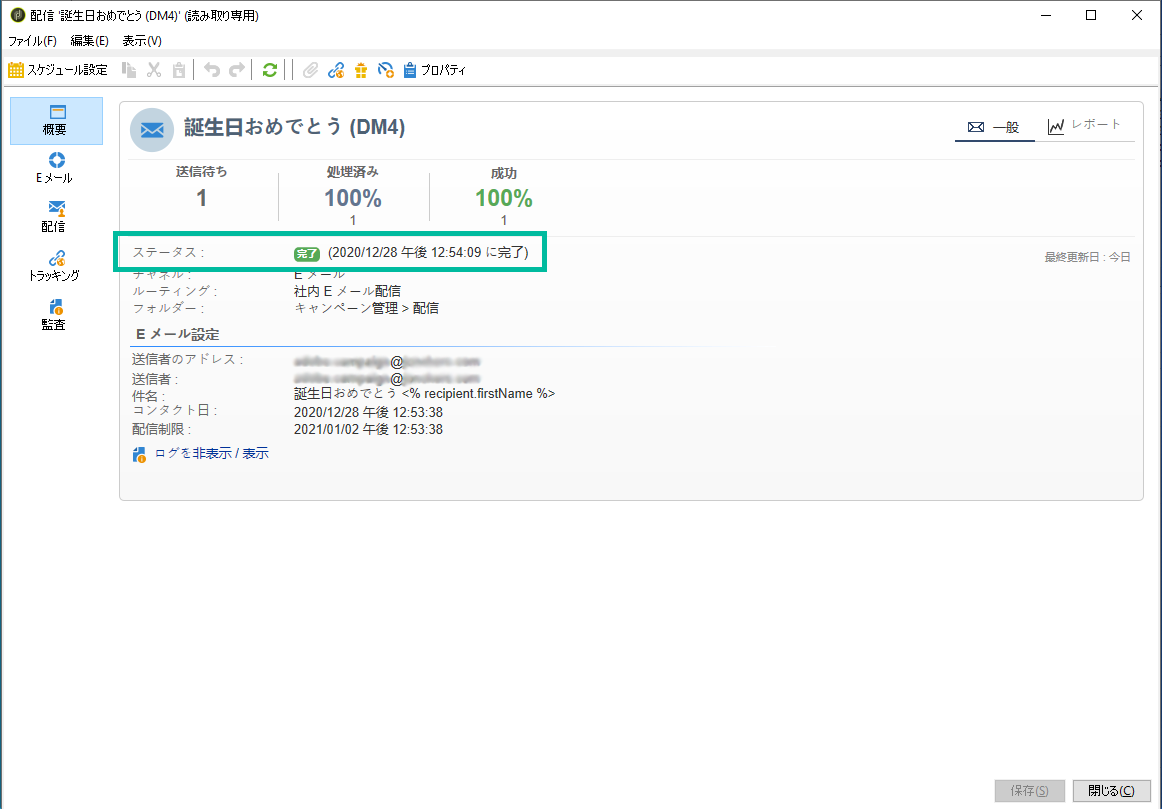 配信 '誕生日おめでとう (DM4)' (読み取り専用)
ファイル(F) 編集(E) 表示(V)
スケジュール設定 プロパティ
概要
E メール
配信
トラッキング
監査
誕生日おめでとう (DM4)
一般 レポート
送信待ち 処理済み 成功
1 100% 100%
1 1
ステータス : 完了 (2020/12/28 午後 12:54:09 に完了)
最終更新日 : 今日
チャネル : E メール
ルーティング : 社内 E メール配信
フォルダー : キャンペーン管理 > 配信
E メール設定
送信者のアドレス : @
送信者 : @
件名 : 誕生日おめでとう <% recipient.firstName %>
コンタクト日 : 2020/12/28 午後 12:53:38
配信制限 : 2021/01/02 午後 12:53:38
ログを非表示 / 表示
保存(S) 閉じる(C)